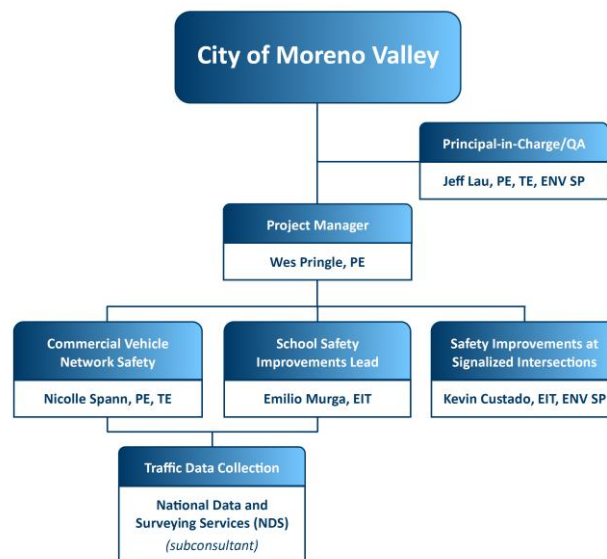 City of Moreno Valley
Principal-in-Charge/QA
Jeff Lau, PE, TE, ENV SP
Project Manager
Wes Pringle, PE
Commercial Vehicle
Network Safety
Nicolle Spann, PE, TE
School Safety
Improvements Lead
Emilio Murga, EIT
Safety Improvements at
Signalized Intersections
Kevin Custado, EIT, ENV SP
Traffic Data Collection
National Data and
Surveying Services (NDS)
(subconsultant)